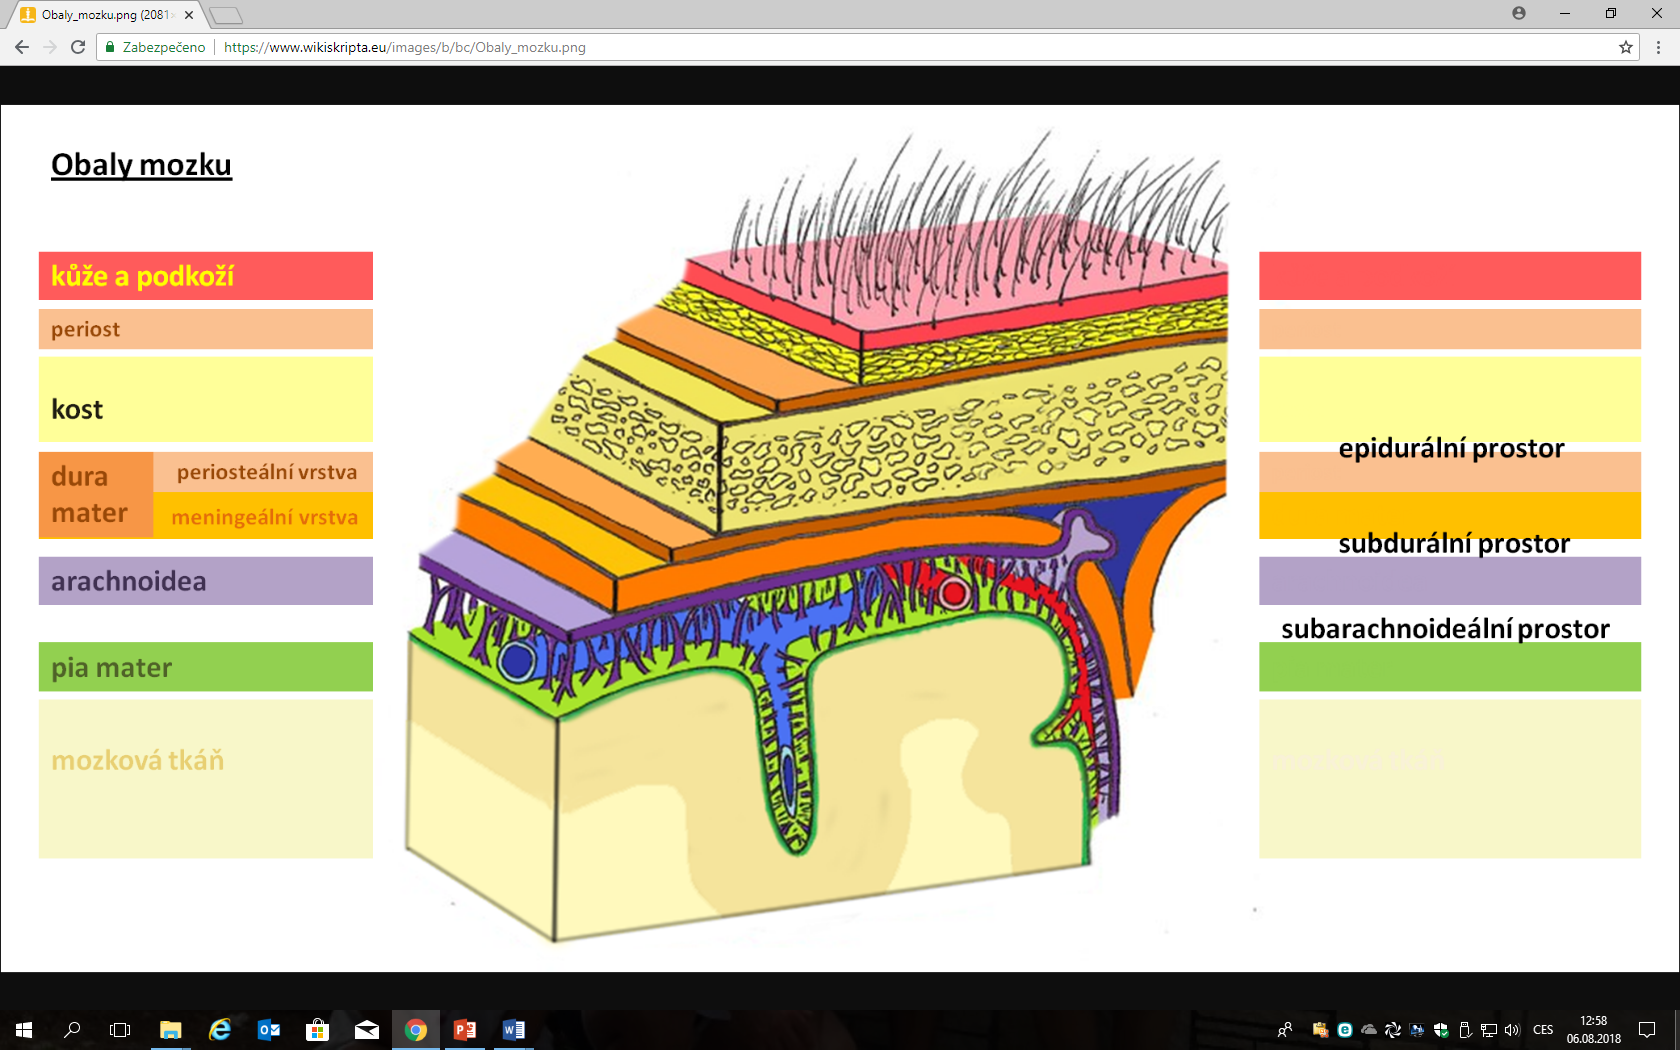 Obaly_mozku.png (2081
Zabezpečeno
https://www.wikiskripta.eu/images/b/bc/Obaly_mozku.png
Obaly mozku
kůže a podkoží
periost
kost
dura mater
periosteální vrstva
meningeální vrstva
arachnoidea
pia mater
mozková tkáň
epidurální prostor
subdurální prostor
subarachnoideální prostor
CES
12:58
06.08.2018